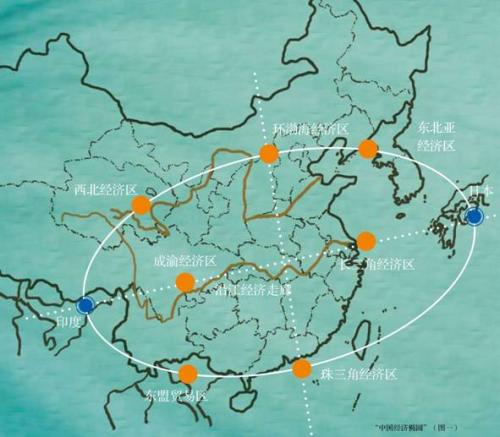 环渤海经济区
东北亚
经济区
西北经济区
日本
成渝经济区
长三角经济区
沿江经济走廊
印度
东盟贸易区
珠三角经济区
“中国经济椭圆”(图一)